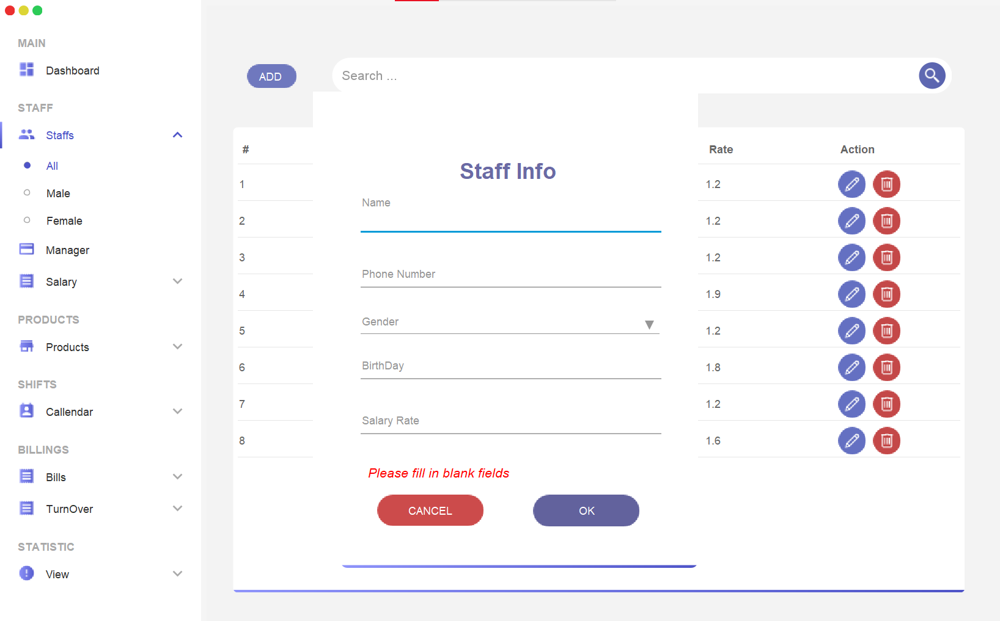 MAIN
Dashboard
STAFF
Staffs
All
Male
Female
Manager
Salary
PRODUCTS
Products
SHIFTS
Callendar
BILLINGS
Bills
TurnOver
STATISTIC
View
ADD
Search ...
# Rate Action
1 1.2
2 1.2
3 1.2
4 1.9
5 1.2
6 1.8
7 1.2
8 1.6
Staff Info
Name
Phone Number
Gender
BirthDay
Salary Rate
Please fill in blank fields
CANCEL OK